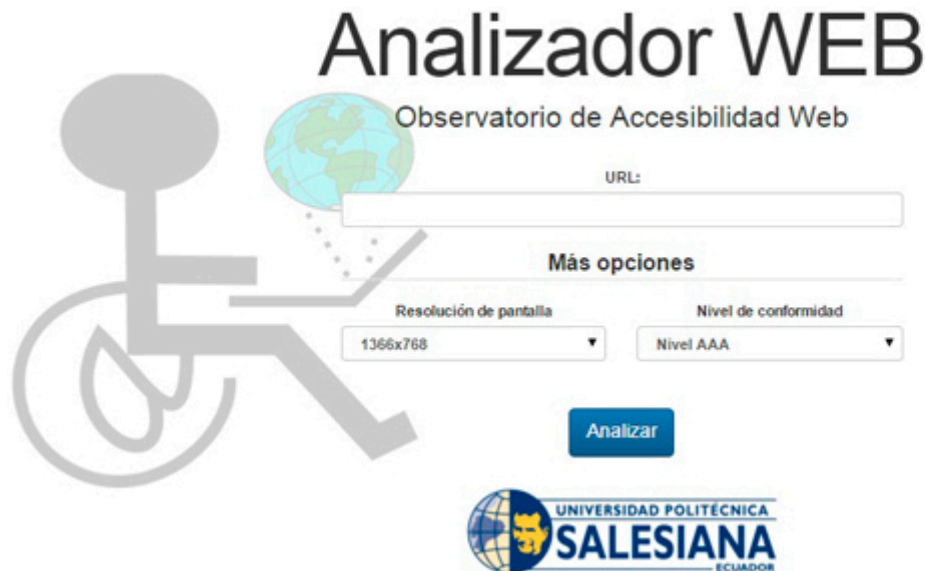 Analizador WEB
Observatorio de Accesibilidad Web
URL:
Más opciones
Resolución de pantalla
Nivel de conformidad
1366x768
Nivel AAA
Analizar
UNIVERSIDAD POLITÉCNICA
SALESIANA
ECUADOR